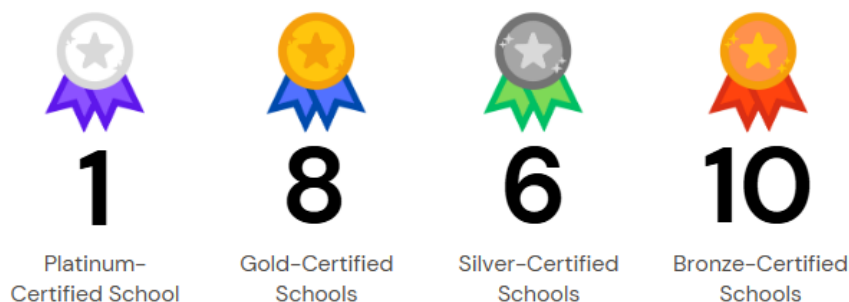 1
Platinum-
Certified School
8
Gold-Certified
Schools
6
Silver-Certified
Schools
10
Bronze-Certified
Schools